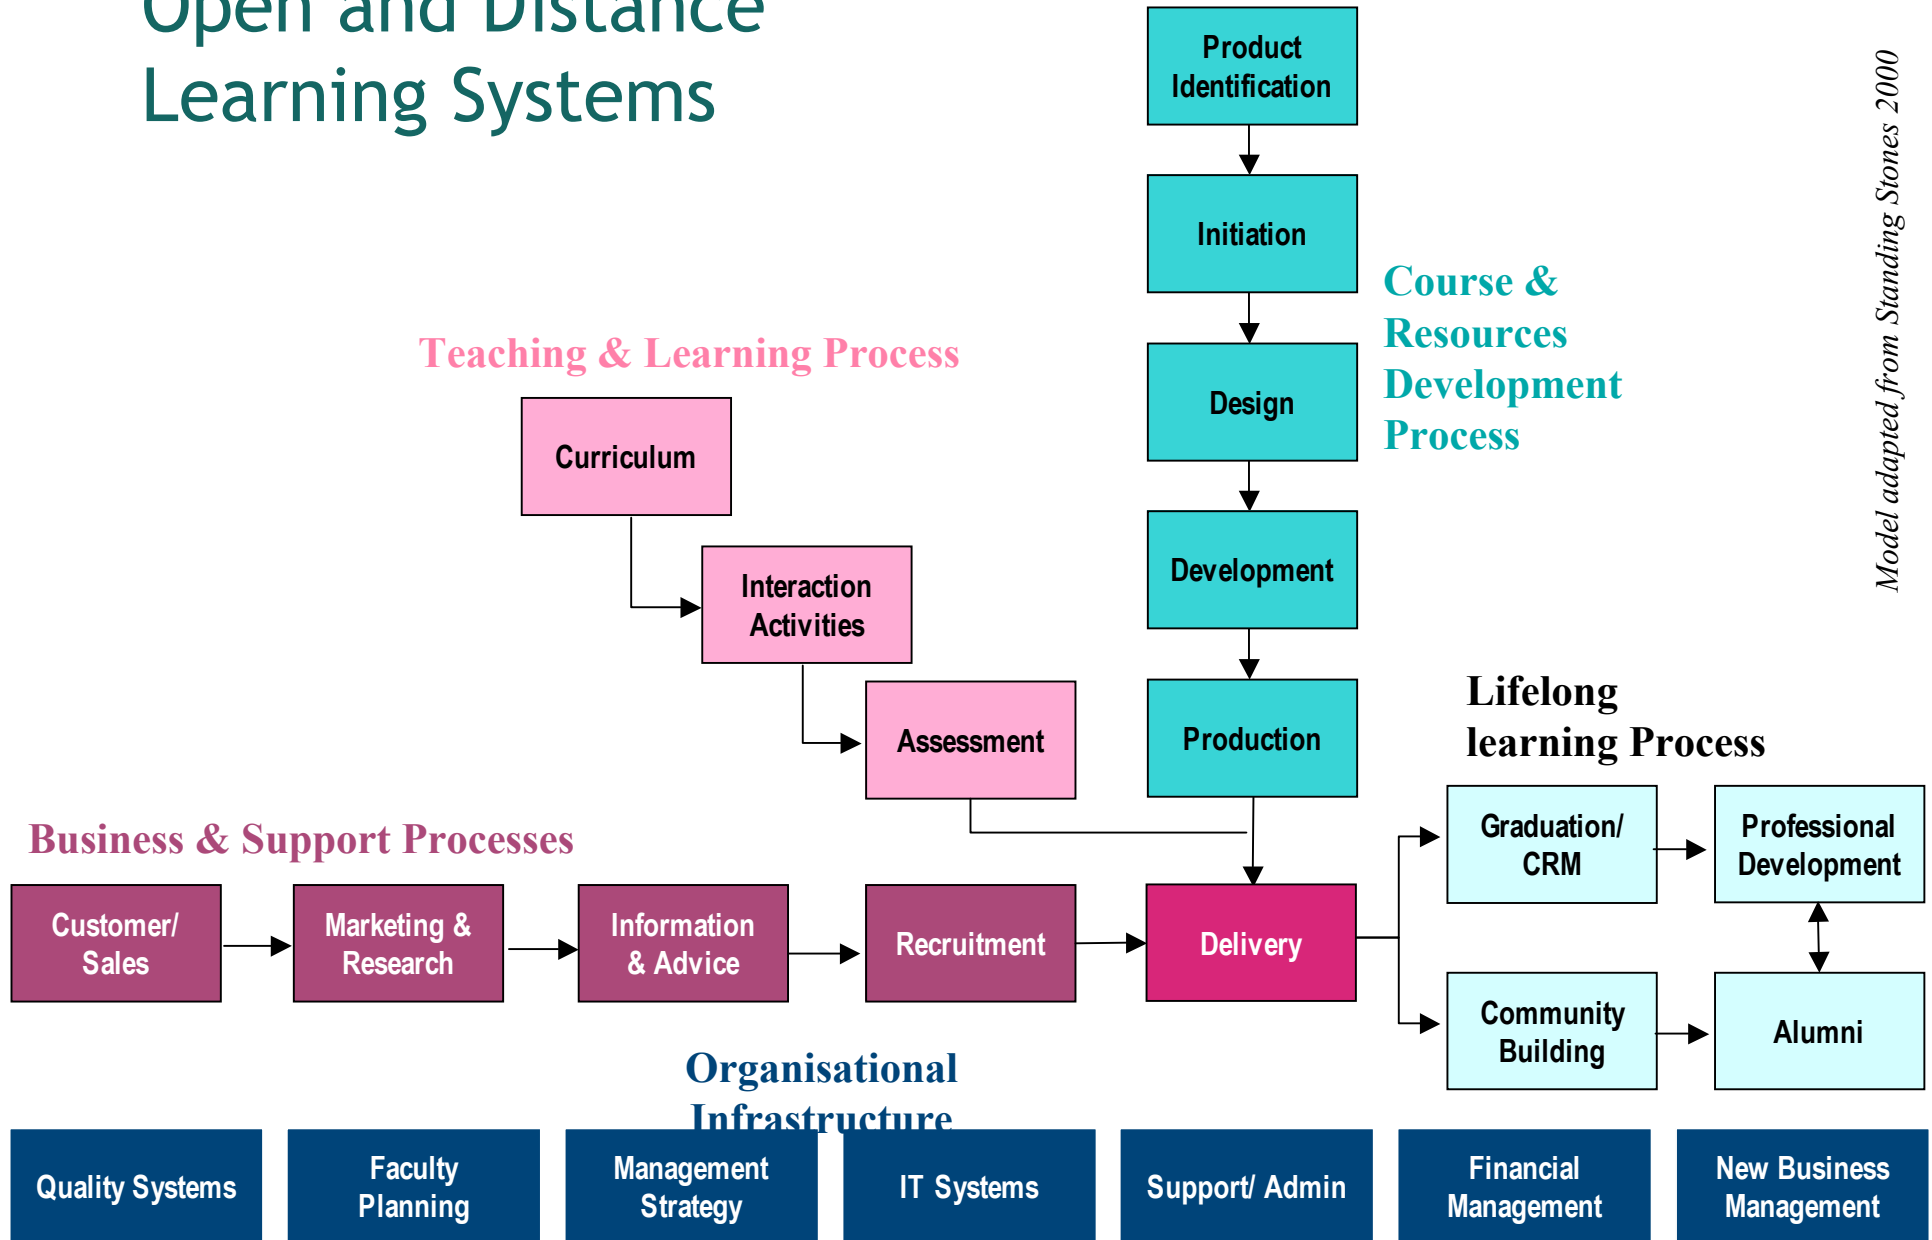 Open and Distance
Learning Systems
Product
Identification
Initiation
Course &
Resources
Development
Process
Design
Development
Production
Model adapted from Standing Stones 2000
Teaching & Learning Process
Curriculum
Interaction
Activities
Assessment
Lifelong
learning Process
Graduation/
CRM
Professional
Development
Community
Building
Alumni
Business & Support Processes
Customer/
Sales
Marketing &
Research
Information
& Advice
Recruitment
Delivery
Organisational
Infrastructure
Quality Systems
Faculty
Planning
Management
Strategy
IT Systems
Support/ Admin
Financial
Management
New Business
Management